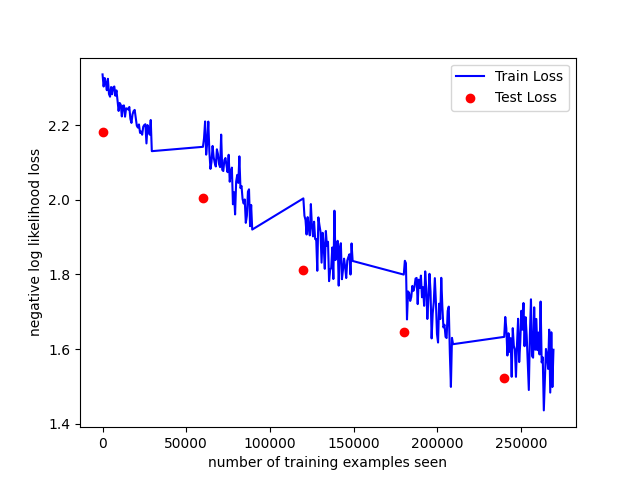 Train Loss
Test Loss
2.2
2.0
1.8
1.6
1.4
negative log likelihood loss
0
50000
100000
150000
200000
250000
number of training examples seen